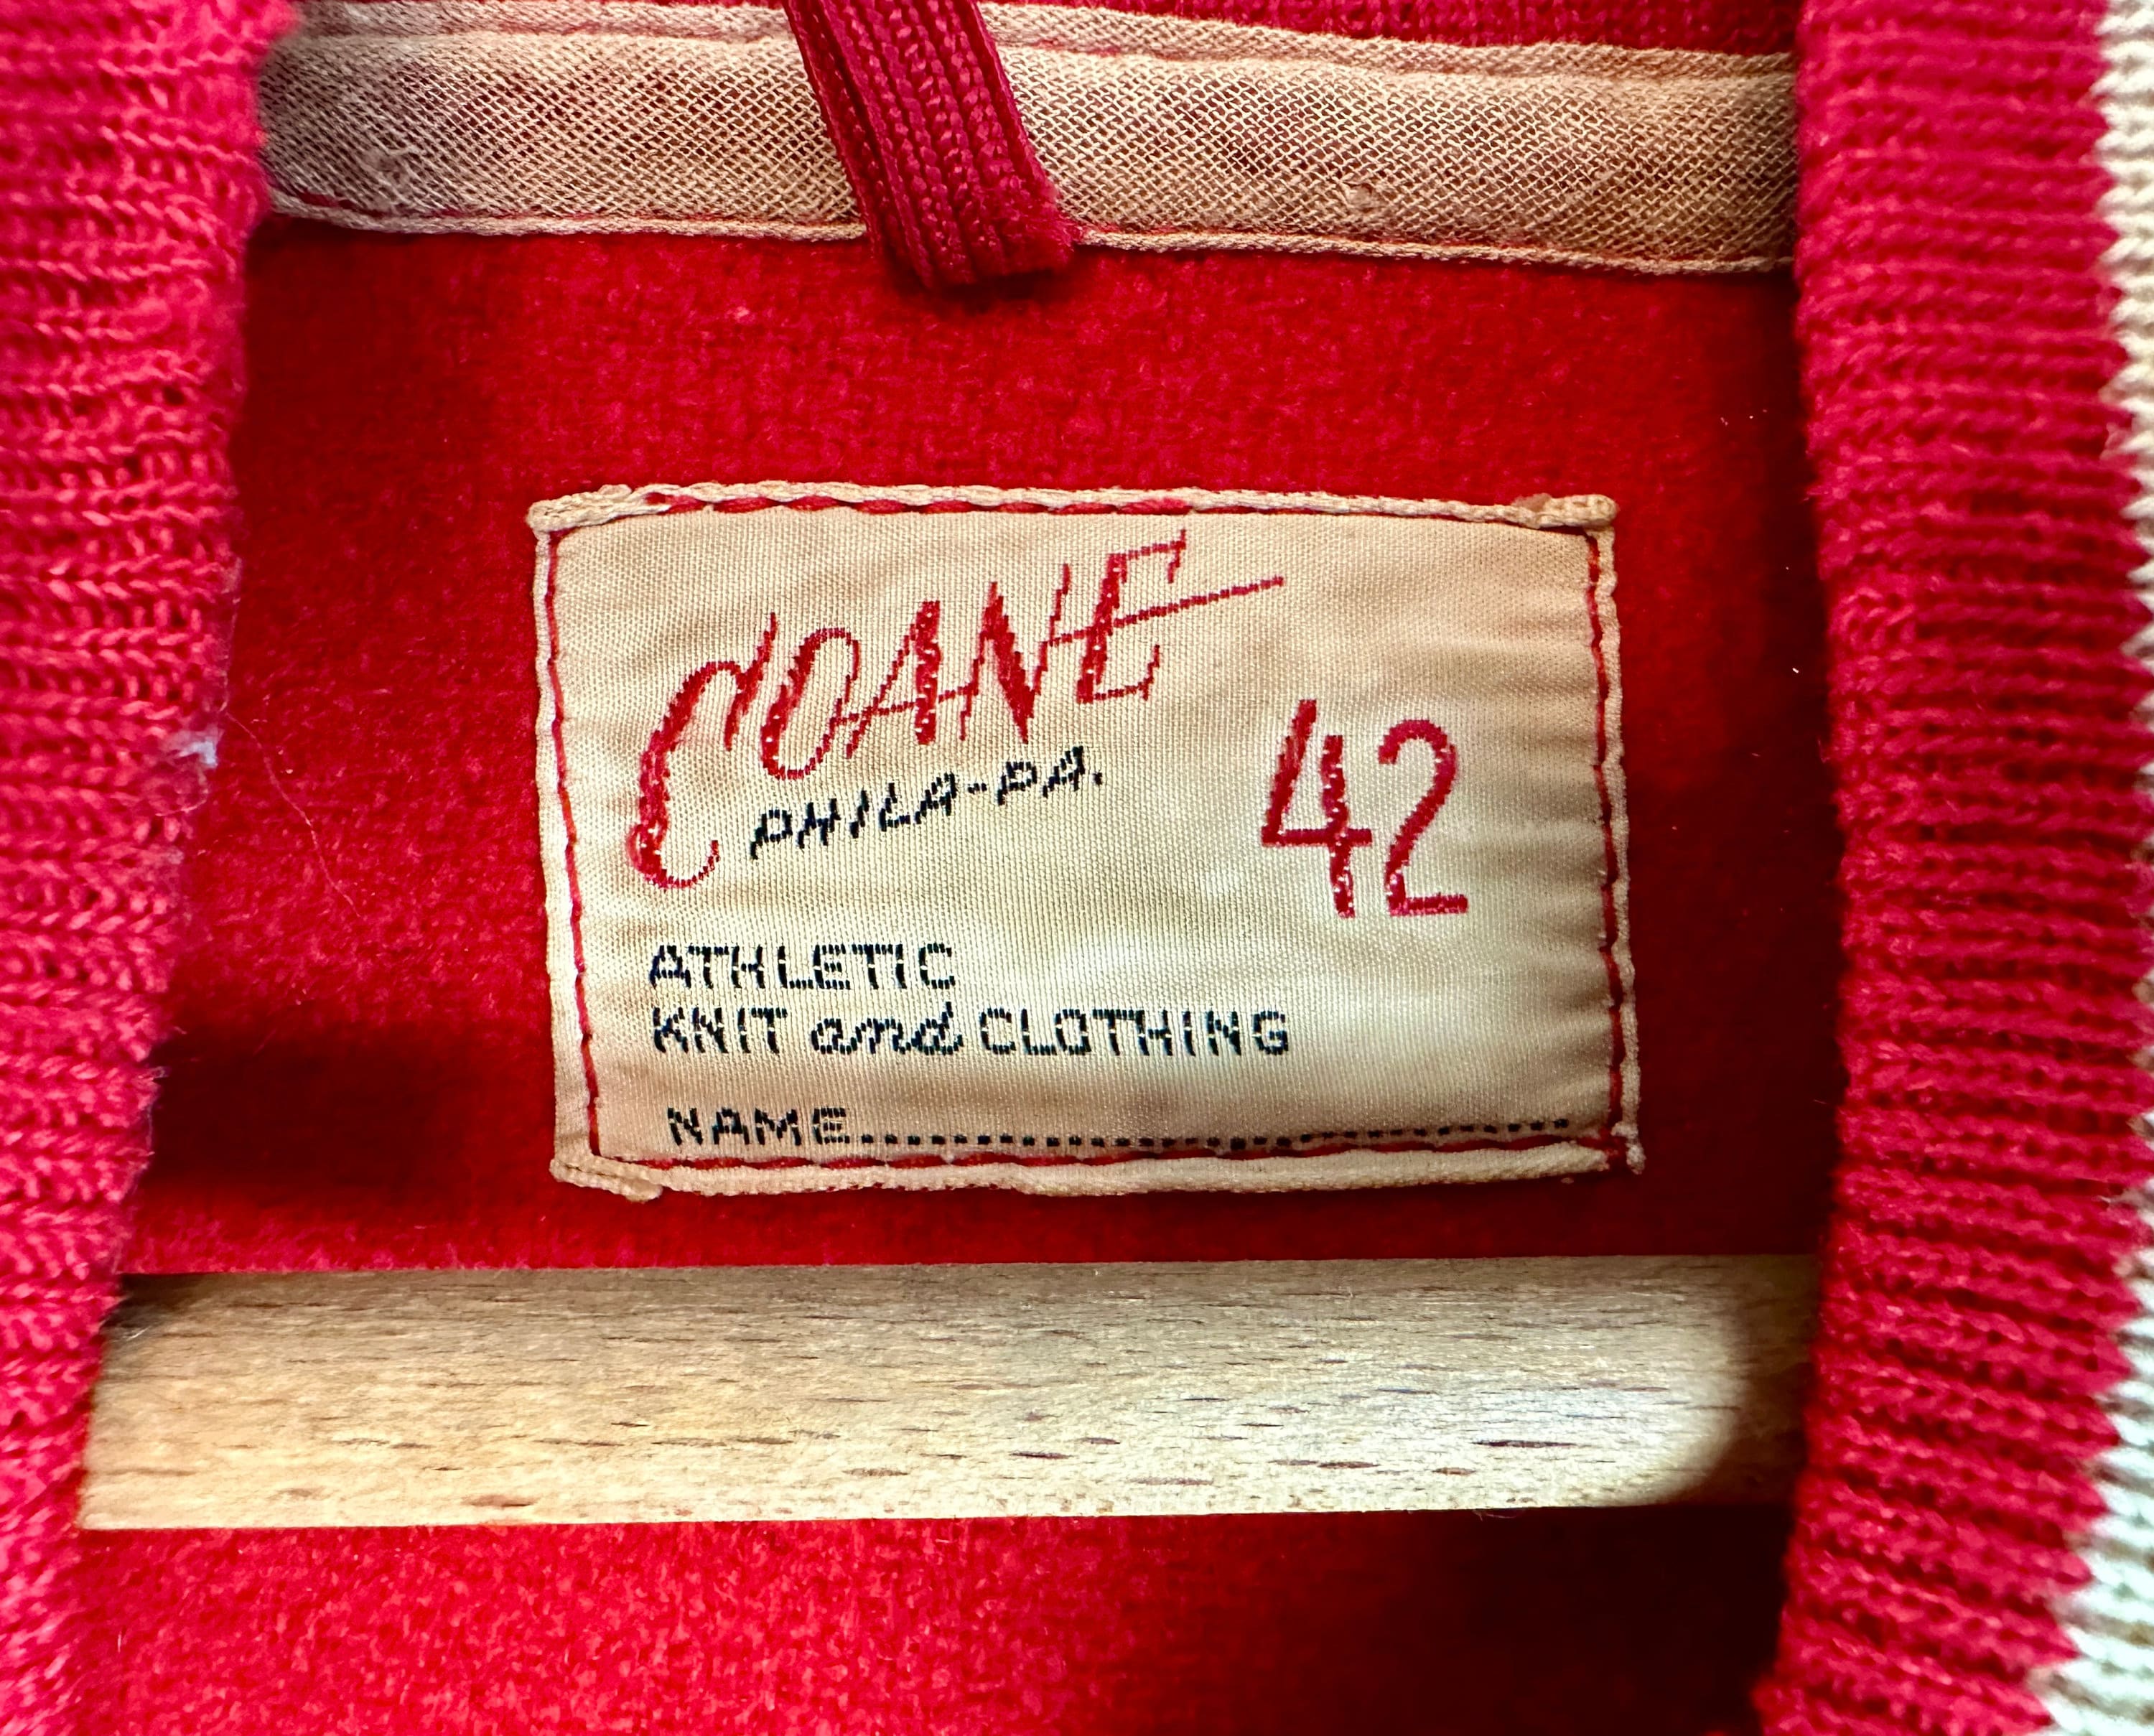 COANE
PHILA-PA.
42
ATHLETIC
KNIT and CLOTHING
NAME........................................